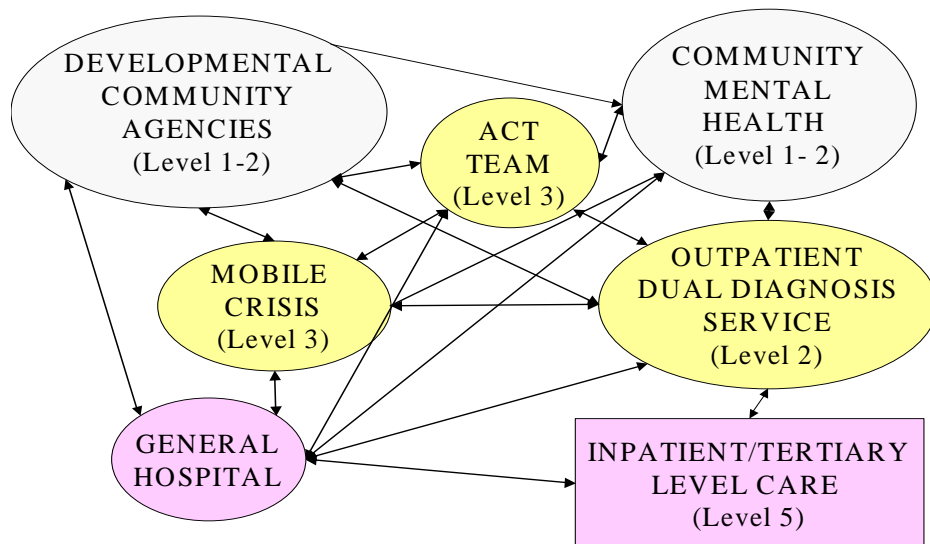 DEVELOPMENTAL
COMMUNITY
AGENCIES
(Level 1-2)
COMMUNITY
MENTAL
HEALTH
(Level 1- 2)
ACT
TEAM
(Level 3)
MOBILE
CRISIS
(Level 3)
OUTPATIENT
DUAL DIAGNOSIS
SERVICE
(Level 2)
GENERAL
HOSPITAL
INPATIENT/TERTIARY
LEVEL CARE
(Level 5)